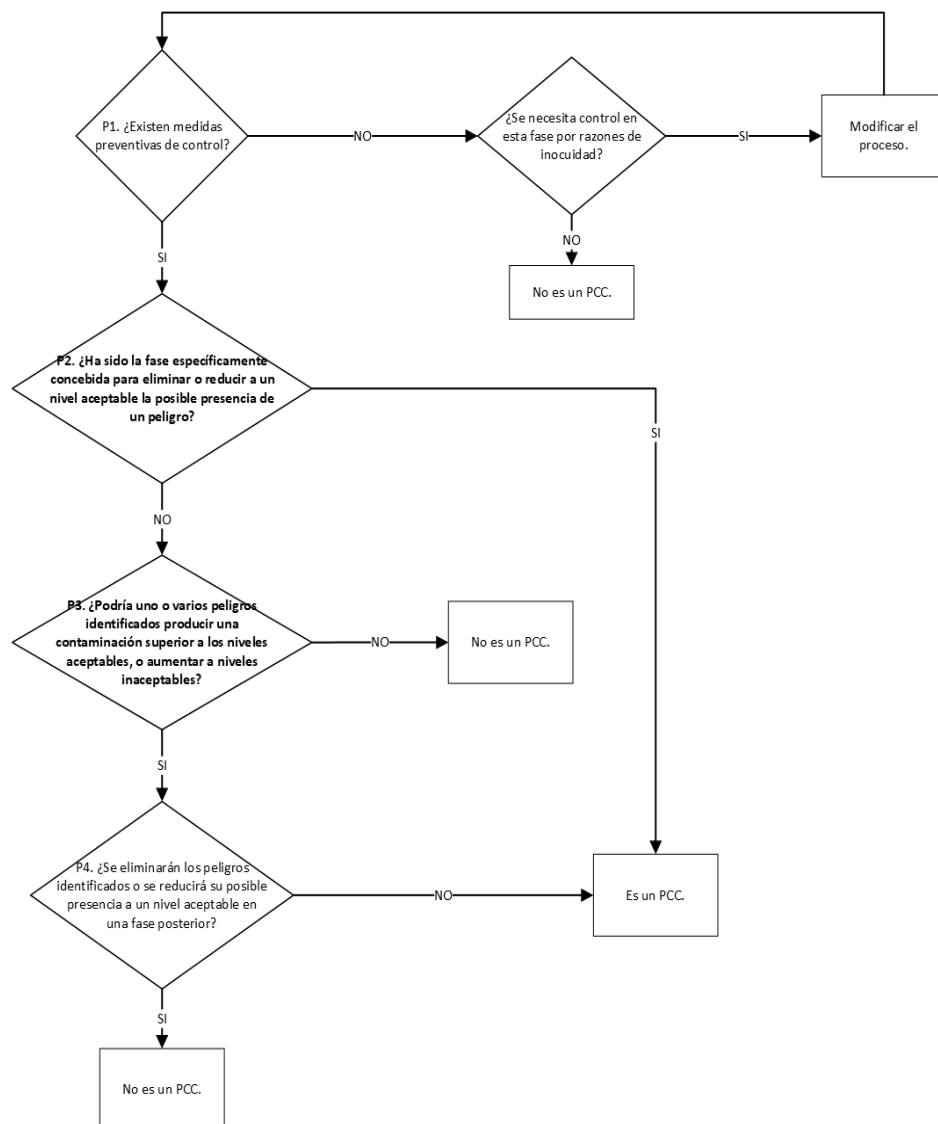 P1. ¿Existen medidas
preventivas de control?
NO
¿Se necesita control en
esta fase por razones de
inocuidad?
SI
Modificar el
proceso.
NO
No es un PCC.
SI
P2. ¿Ha sido la fase específicamente
concebida para eliminar o reducir a un
nivel aceptable la posible presencia de
un peligro?
SI
NO
P3. ¿Podría uno o varios peligros
identificados producir una
contaminación superior a los niveles
aceptables, o aumentar a niveles
inaceptables?
NO
No es un PCC.
SI
P4. ¿Se eliminarán los peligros
identificados o se reducirá su posible
presencia a un nivel aceptable en
una fase posterior?
NO
Es un PCC.
SI
No es un PCC.